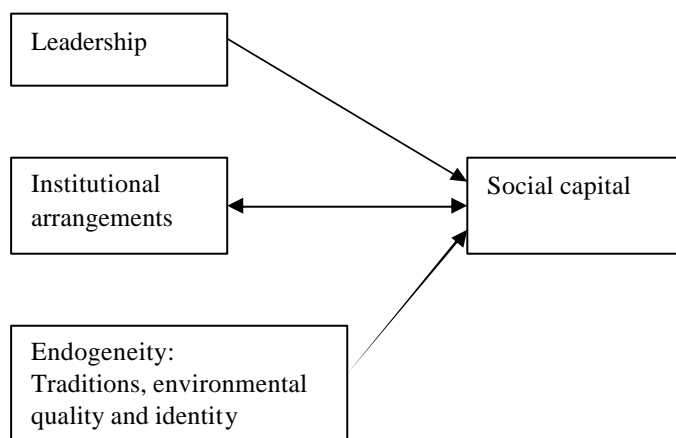 Leadership
Institutional
arrangements
Social capital
Endogeneity:
Traditions, environmental
quality and identity